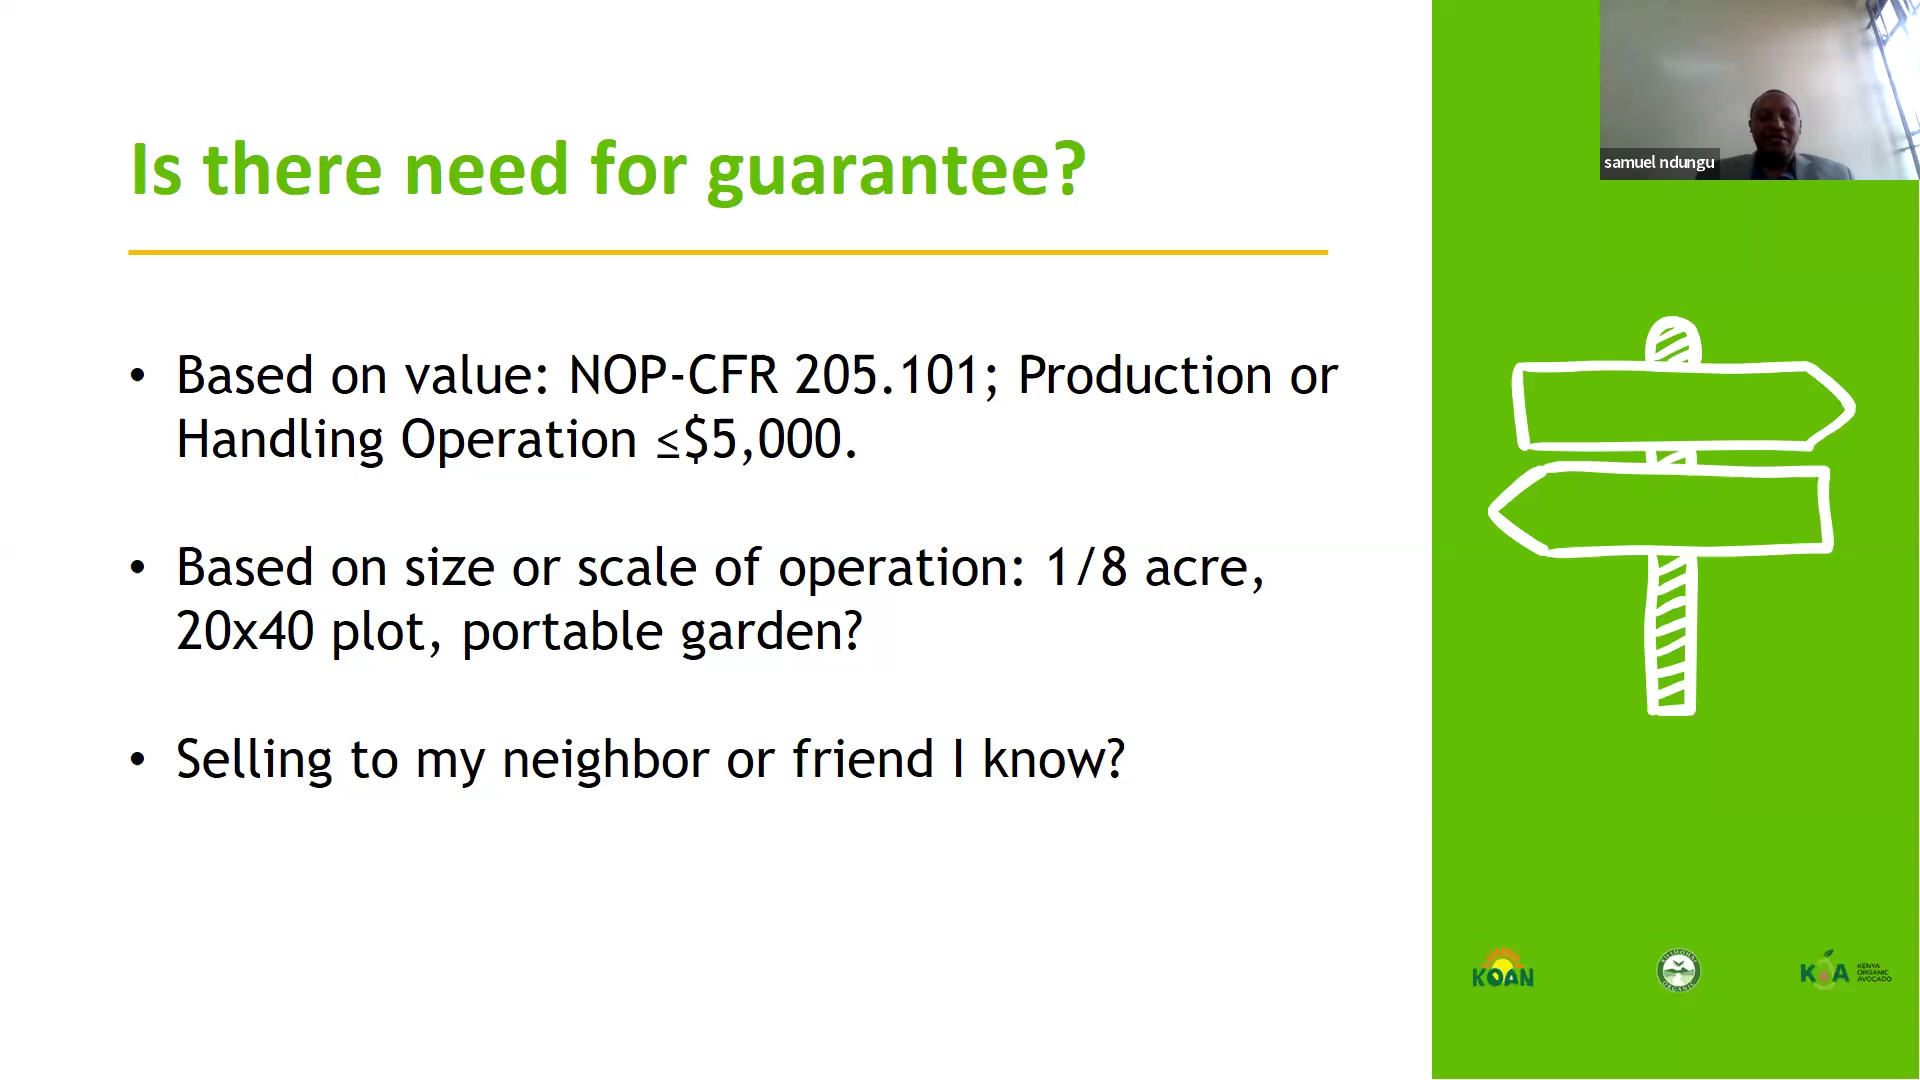 Is there need for guarantee?
• Based on value: NOP-CFR 205.101; Production or
Handling Operation ≤$5,000.
• Based on size or scale of operation: 1/8 acre,
20x40 plot, portable garden?
• Selling to my neighbor or friend I know?
samuel ndungu
KOAN
ORGANIC
KOA
KENYA
ORGANIC
AVOCADO